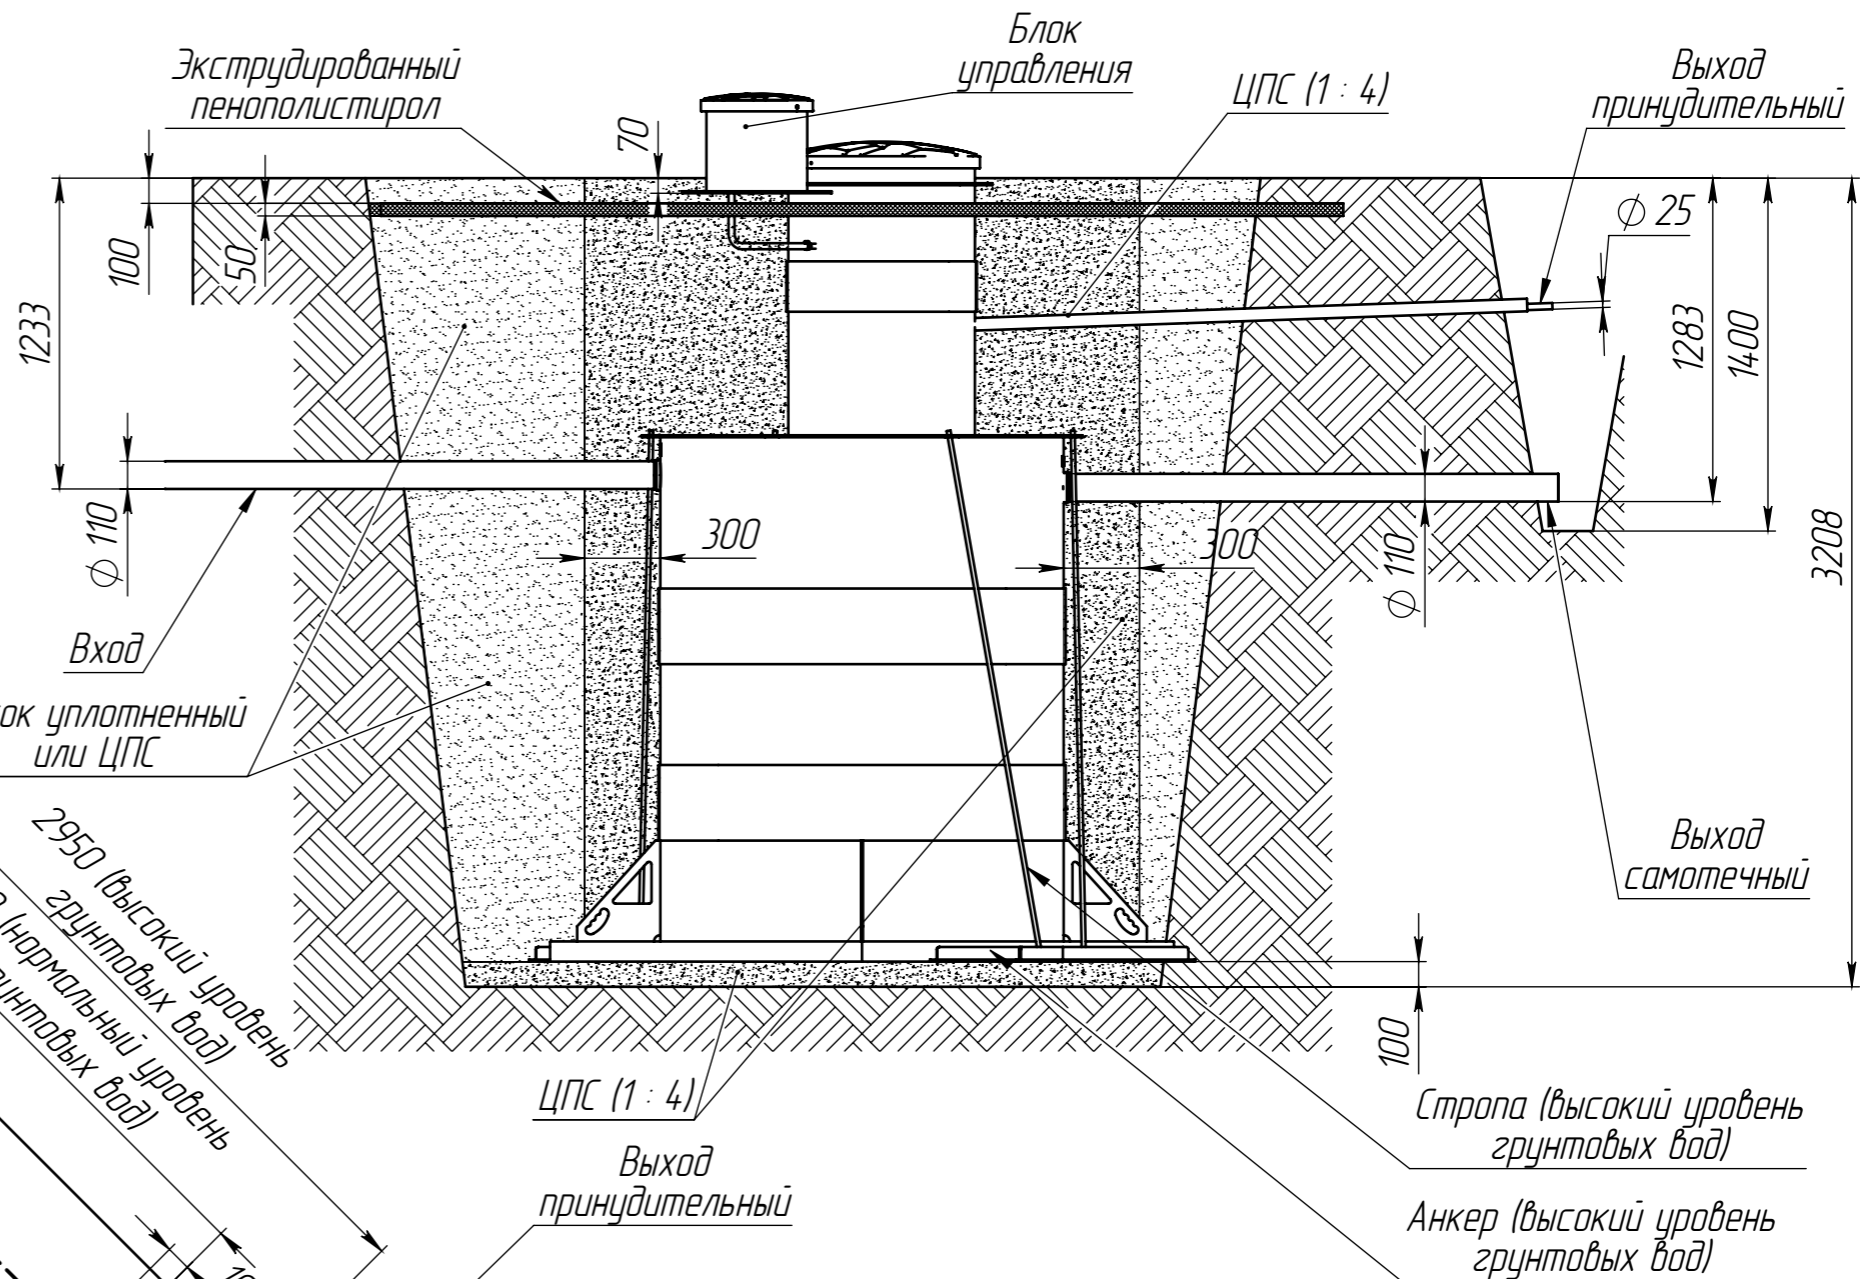 Экструдированный
пенополистирол
Блок
управления
ЦПС (1 : 4)
Выход
принудительный
70
100
50
1233
⌀ 25
1283
1400
3208
⌀ 110
300
300
⌀ 110
Вход
уплотненный
или ЦПС
Выход
самотечный
2950 (высокий уровень
грунтовых вод)
(нормальный уровень
грунтовых вод)
100
ЦПС (1 : 4)
Стропа (высокий уровень
грунтовых вод)
Выход
принудительный
Анкер (высокий уровень
грунтовых вод)